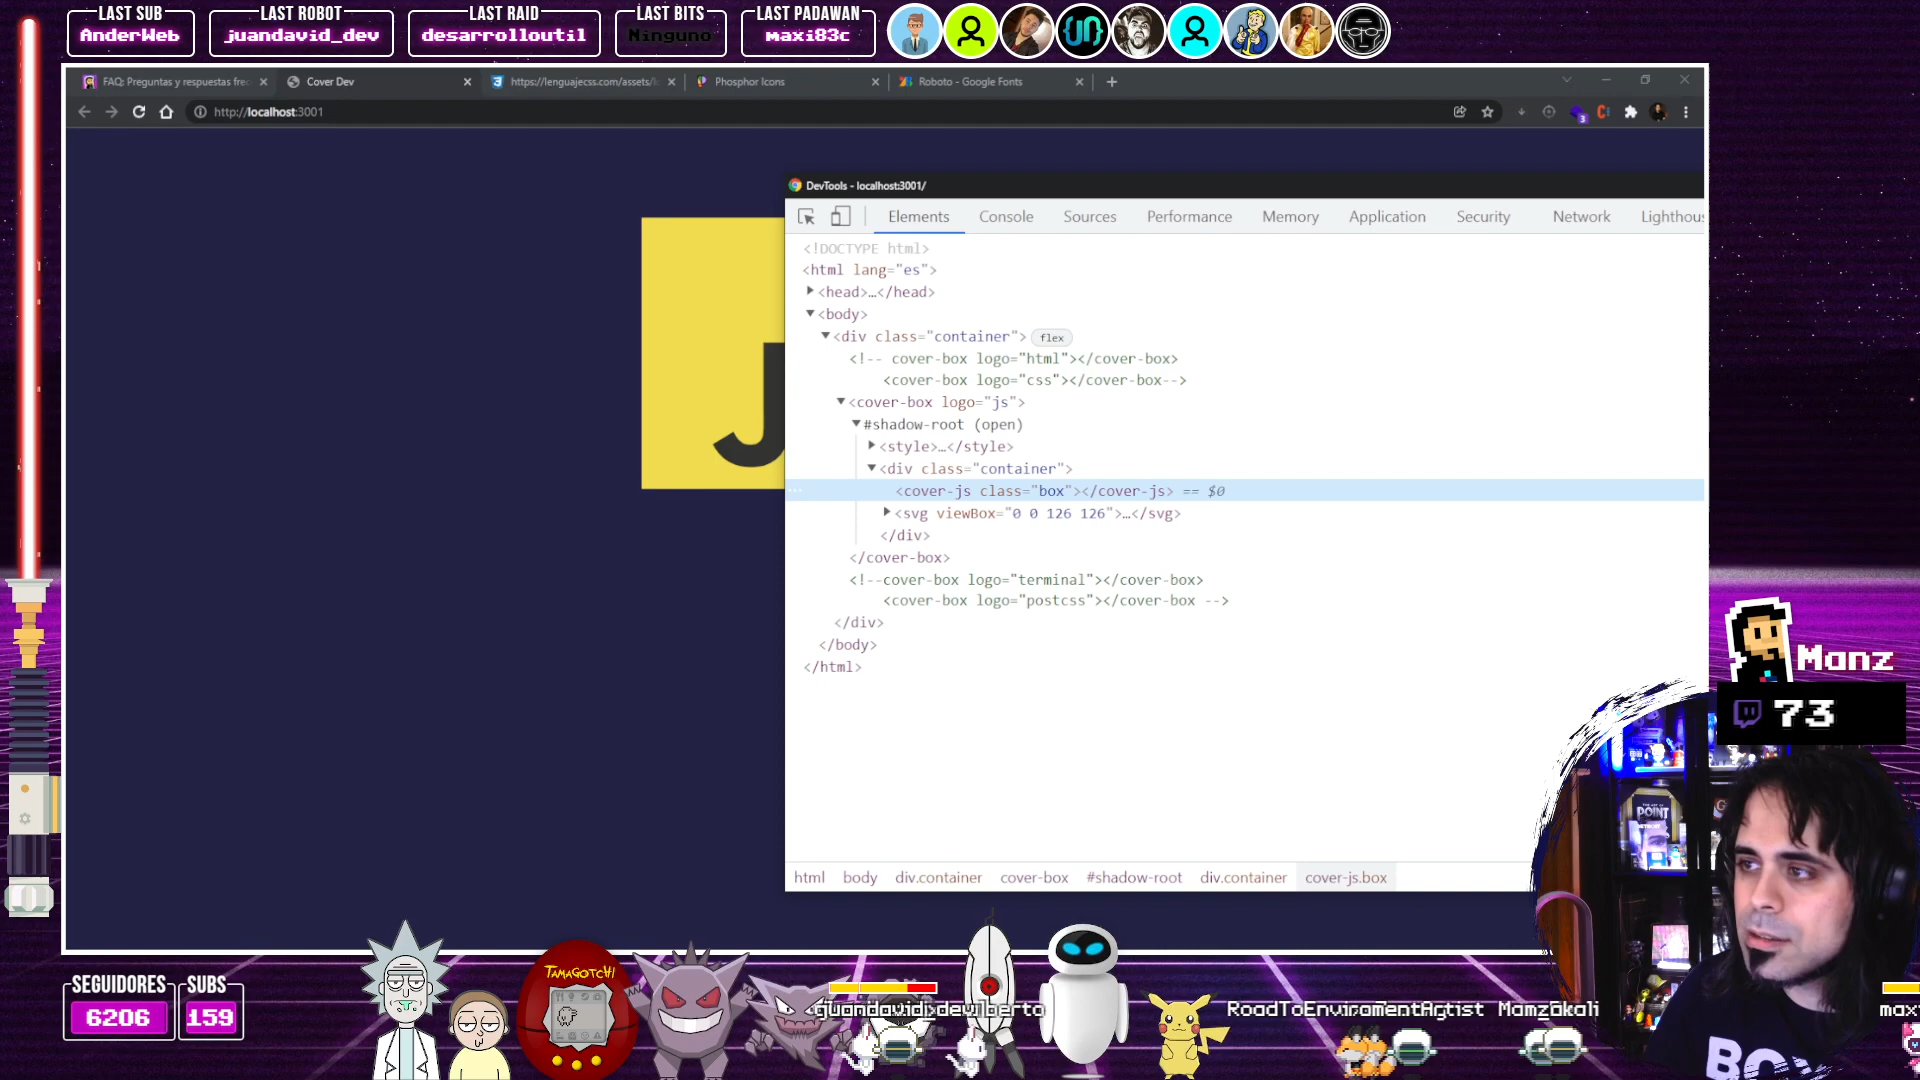 LAST SUB
AnderWeb
LAST ROBOT
juandavid_dev
LAST RAID
desarrolloutil
LAST BITS
Ninguno
LAST PADAWAN
maxi83c
FAQ: Preguntas y respuestas fre
Cover Dev
https://lenguajecss.com/assets/
Phosphor Icons
Roboto - Google Fonts
http://localhost:3001
3
DevTools - localhost:3001/
Elements
Console
Sources
Performance
Memory
Application
Security
Network
Lighthous
<!DOCTYPE html>
<html lang="es">
<head>…</head>
<body>
<div class="container"> flex
<!-- cover-box logo="html"></cover-box>
<cover-box logo="css"></cover-box-->
<cover-box logo="js">
#shadow-root (open)
<style>…</style>
<div class="container">
<cover-js class="box"></cover-js> == $0
<svg viewBox="0 0 126 126">…</svg>
</div>
</cover-box>
<!--cover-box logo="terminal"></cover-box>
<cover-box logo="postcss"></cover-box -->
</div>
</body>
</html>
J
html
body
div.container
cover-box
#shadow-root
div.container
cover-js.box
Manz
73
POINT
SEGUIDORES
6206
SUBS
159
TAMAGOTCHI
BOX